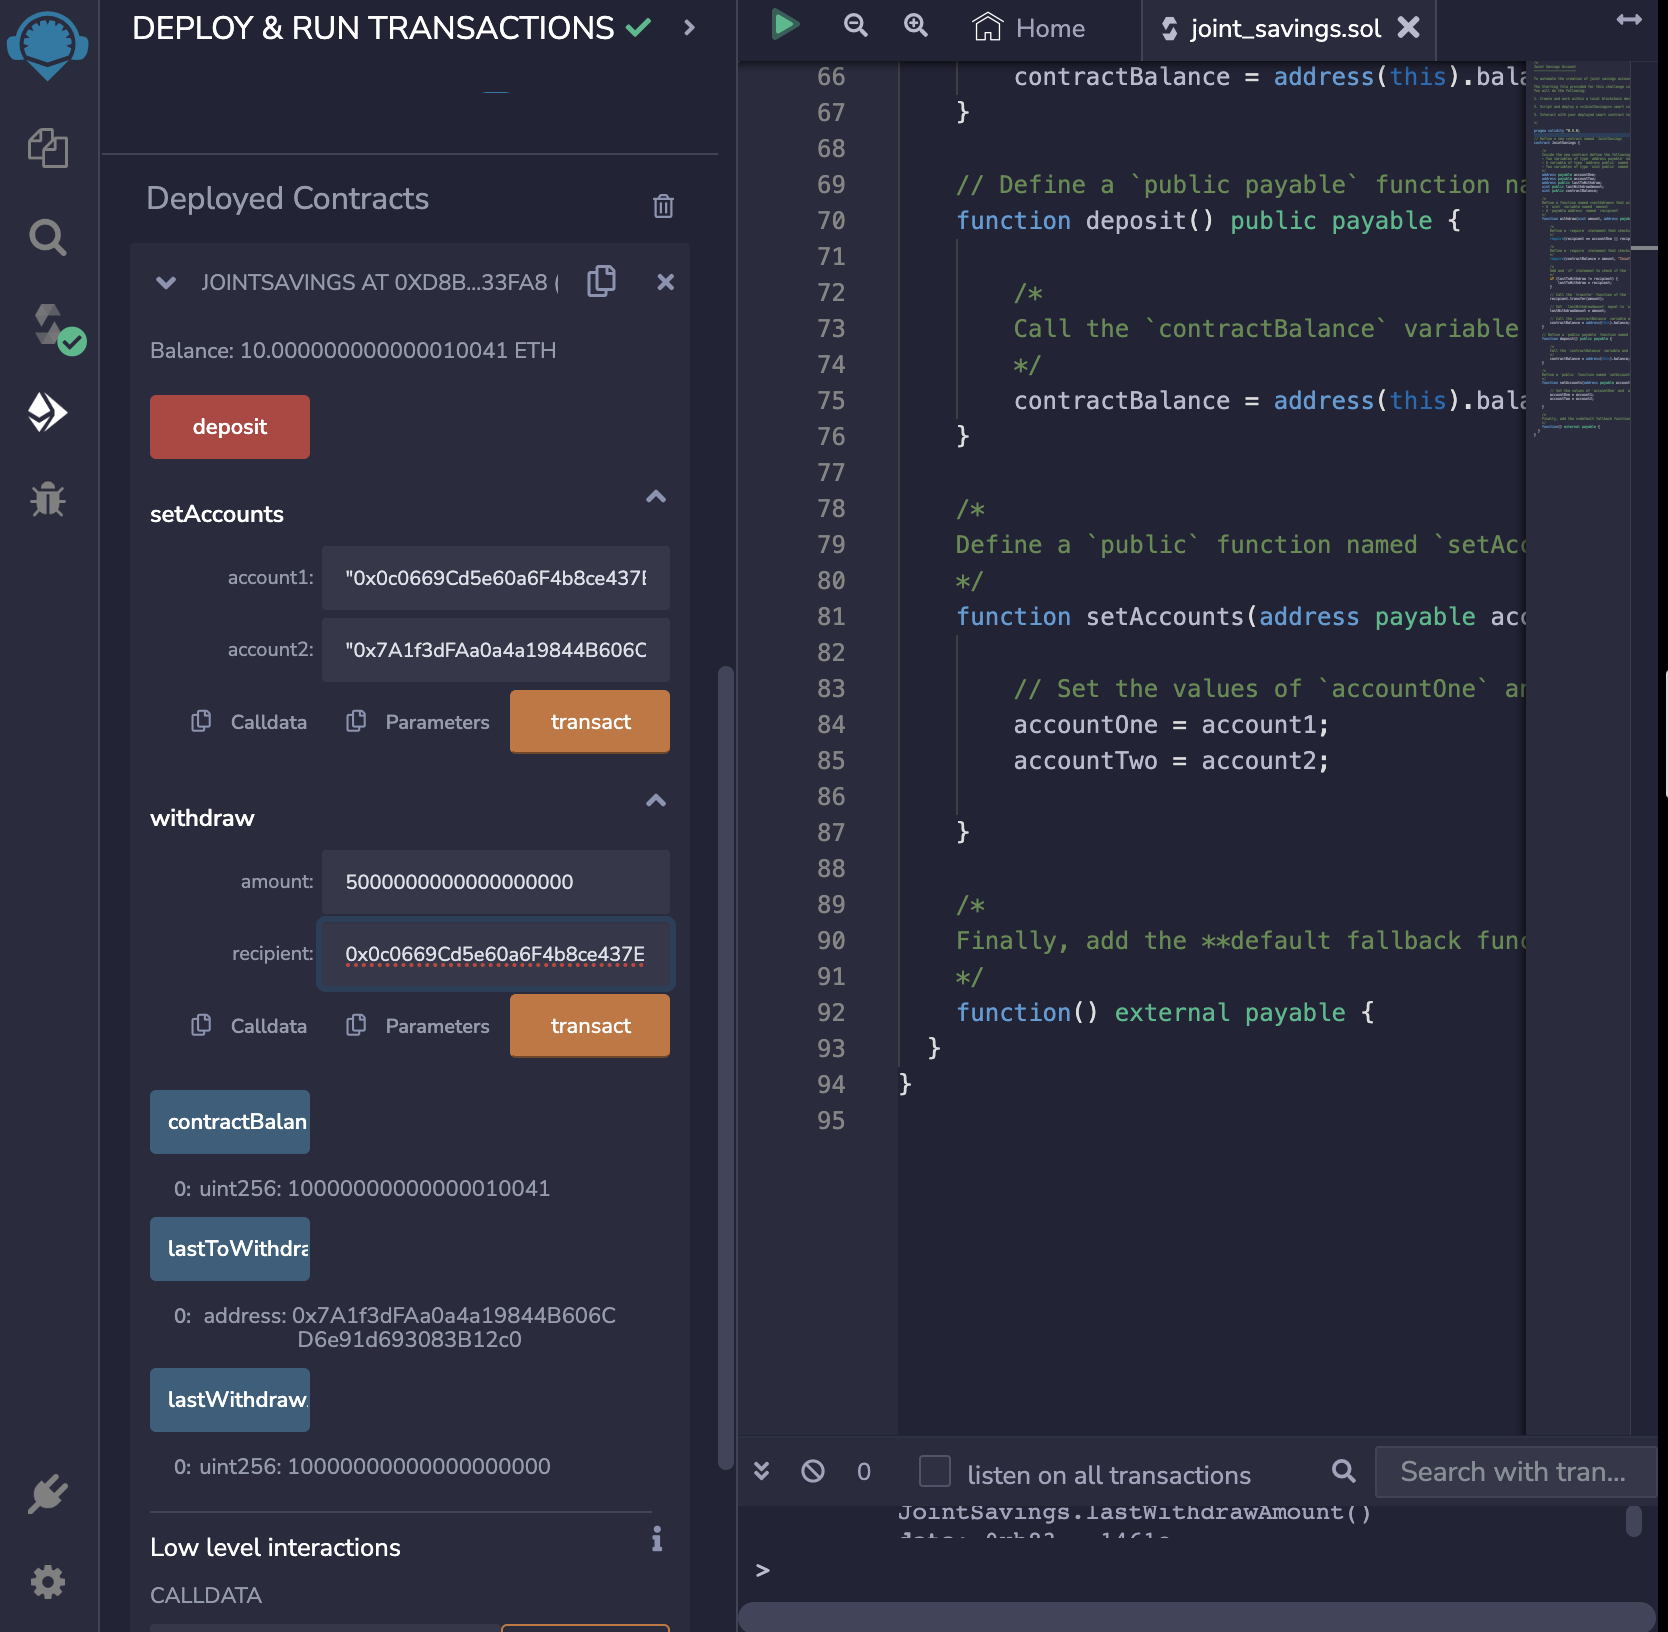 DEPLOY & RUN TRANSACTIONS
Deployed Contracts
JOINTSAVINGS AT 0XD8B...33FA8 (
Balance: 10.000000000000010041 ETH
deposit
setAccounts
account1: "0x0c0669Cd5e60a6F4b8ce437E
account2: "0x7A1f3dFAa0a4a19844B606C
Calldata Parameters transact
withdraw
amount: 5000000000000000000
recipient: 0x0c0669Cd5e60a6F4b8ce437E
Calldata Parameters transact
contractBalan
0: uint256: 10000000000000010041
lastToWithdra
0: address: 0x7A1f3dFAa0a4a19844B606C
D6e91d693083B12c0
lastWithdraw
0: uint256: 10000000000000000000
Low level interactions
CALLDATA
Home joint_savings.sol
66 contractBalance = address(this).bala
67 }
68
69 // Define a `public payable` function na
70 function deposit() public payable {
71
72 /*
73 Call the `contractBalance` variable
74 */
75 contractBalance = address(this).bala
76 }
77
78 /*
79 Define a `public` function named `setAcc
80 */
81 function setAccounts(address payable acc
82
83 // Set the values of `accountOne` an
84 accountOne = account1;
85 accountTwo = account2;
86
87 }
88
89 /*
90 Finally, add the **default fallback func
91 */
92 function() external payable {
93 }
94 }
95
0 listen on all transactions Search with tran...
JointSavings.lastWithdrawAmount()
>